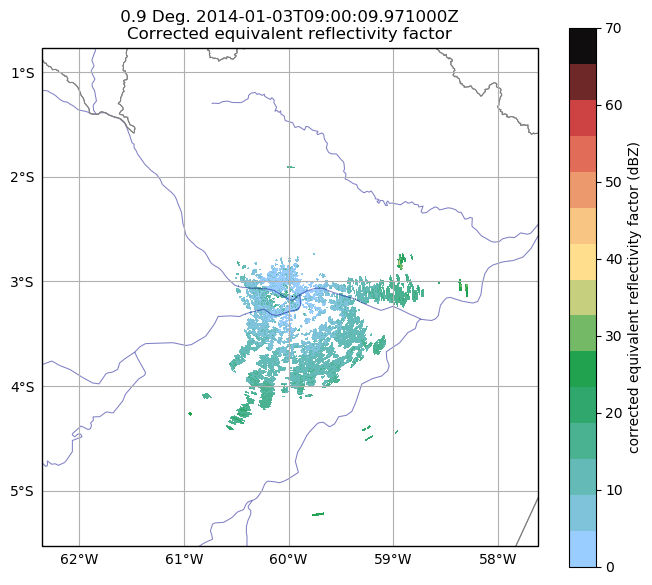 0.9 Deg. 2014-01-03T09:00:09.971000Z
Corrected equivalent reflectivity factor
1°S
2°S
3°S
4°S
5°S
62°W
61°W
60°W
59°W
58°W
70
60
50
40
30
20
10
0
corrected equivalent reflectivity factor (dBZ)